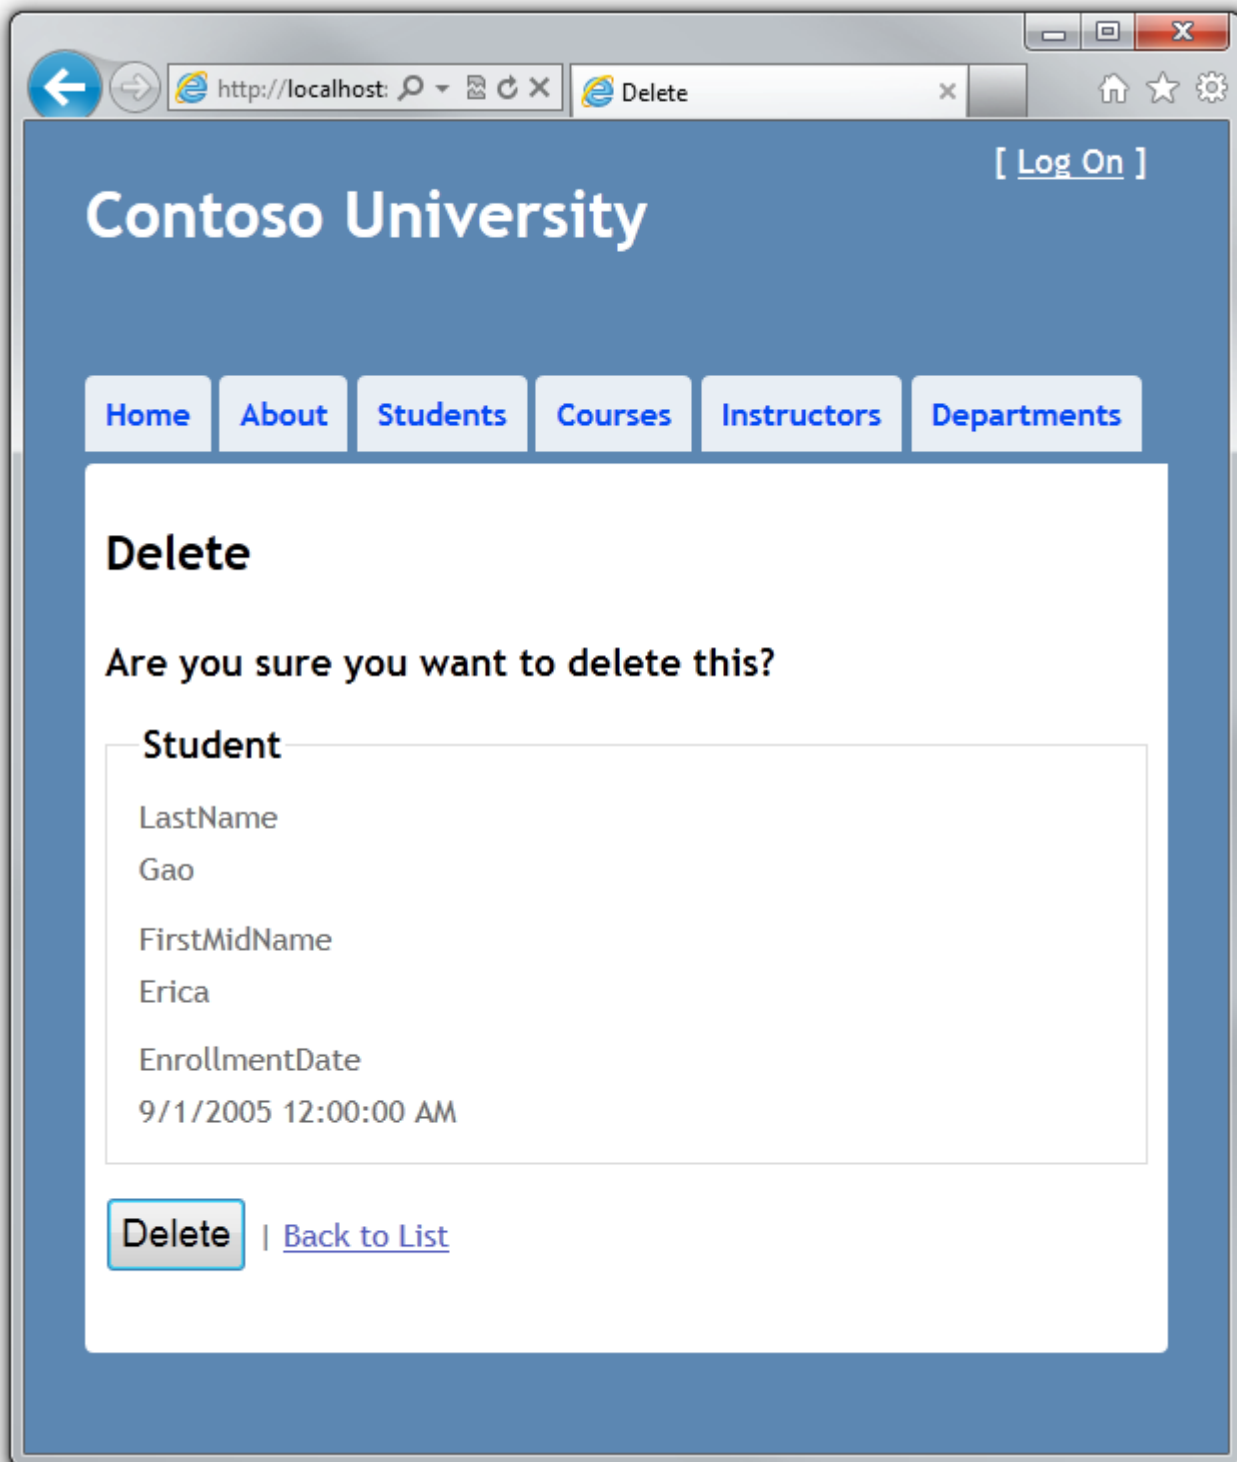 http://localhost:
Delete
[ Log On ]
Contoso University
Home About Students Courses Instructors Departments
Delete
Are you sure you want to delete this?
Student
LastName
Gao
FirstMidName
Erica
EnrollmentDate
9/1/2005 12:00:00 AM
Delete | Back to List